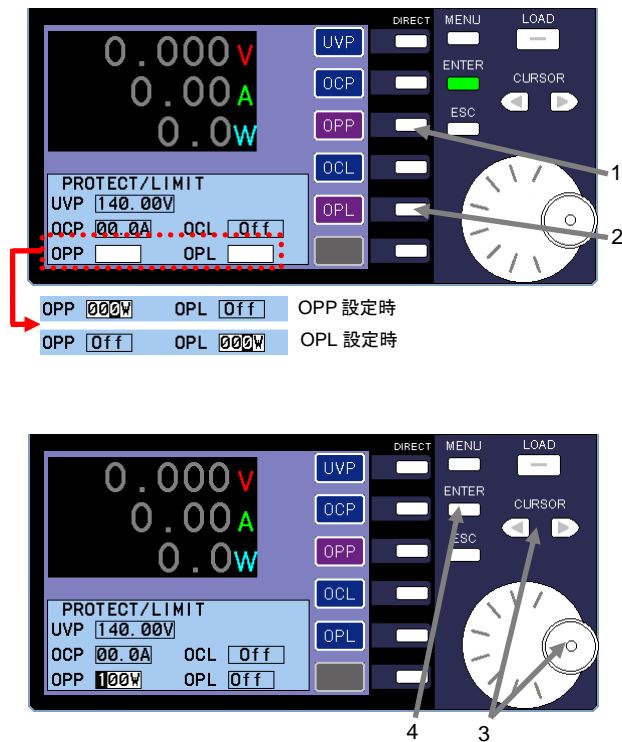 DIRECT MENU LOAD
0.000V
UVP
0.00A
OCP
ENTER
CURSOR
0.0W
OPP
ESC
1
OCL
PROTECT/LIMIT
UVP 140.00V
OPL
OCP 00.0A OCL Off
2
OPP OPL
OPP 000W OPL Off OPP 設定時
OPP Off OPL 000W OPL 設定時
DIRECT MENU LOAD
0.000V
UVP
0.00A
OCP
ENTER
CURSOR
0.0W
OPP
ESC
OCL
PROTECT/LIMIT
UVP 140.00V
OPL
OCP 00.0A OCL Off
OPP 100W OPL Off
4 3